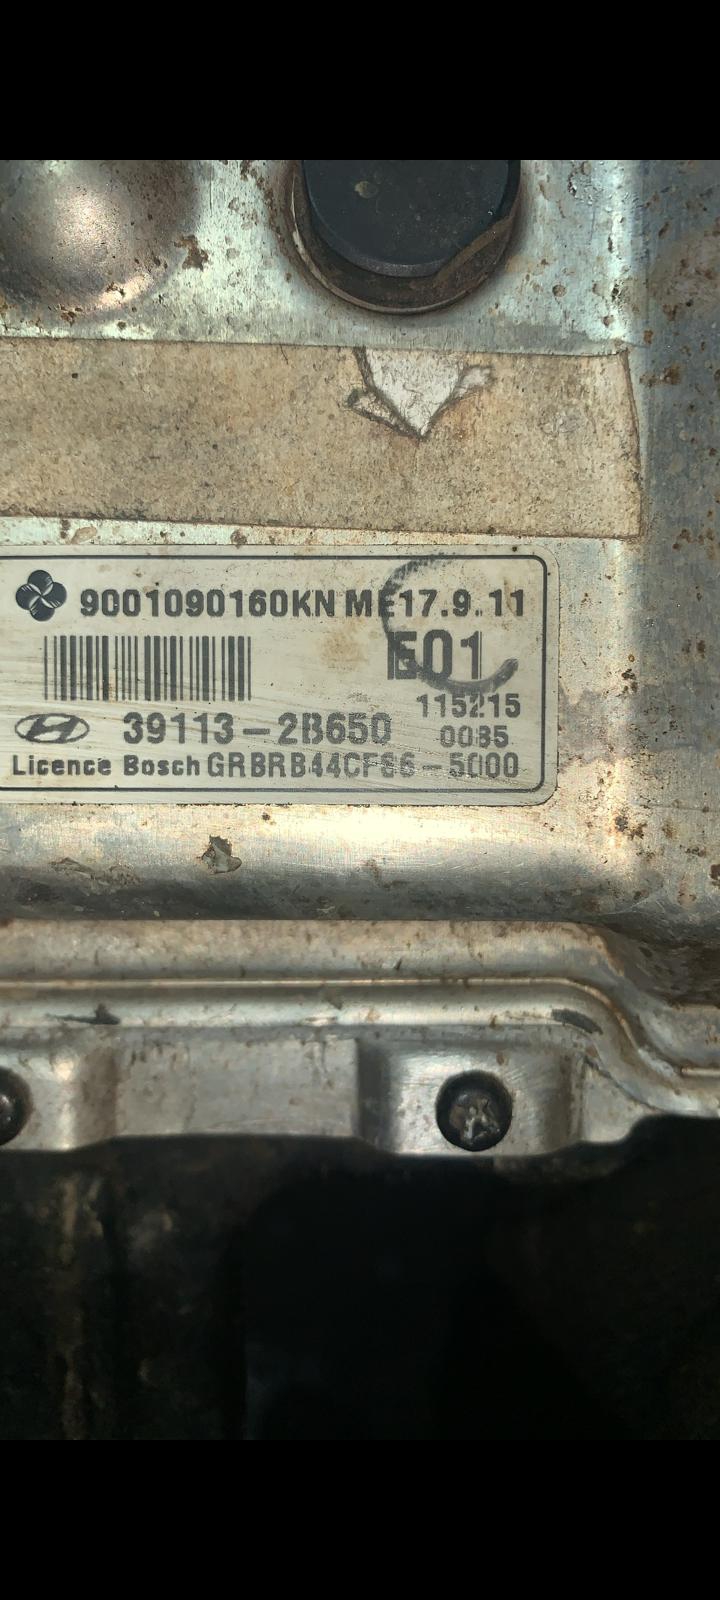 9001090160KN ME17.9.11
E01
115215
39113-2B650
0085
Licence Bosch GRBRB44CF86-5000